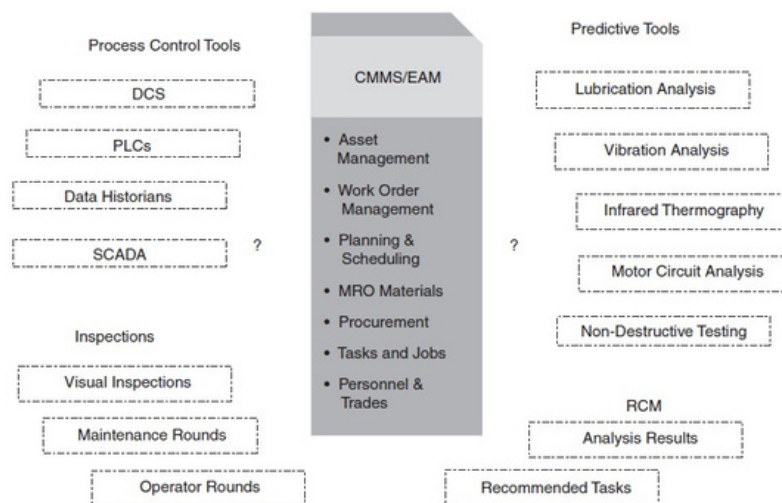 Process Control Tools
DCS
PLCs
Data Historians
SCADA
?
Inspections
Visual Inspections
Maintenance Rounds
Operator Rounds
CMMS/EAM
• Asset
Management
• Work Order
Management
• Planning &
Scheduling
• MRO Materials
• Procurement
• Tasks and Jobs
• Personnel &
Trades
Predictive Tools
Lubrication Analysis
Vibration Analysis
Infrared Thermography
Motor Circuit Analysis
?
Non-Destructive Testing
RCM
Analysis Results
Recommended Tasks